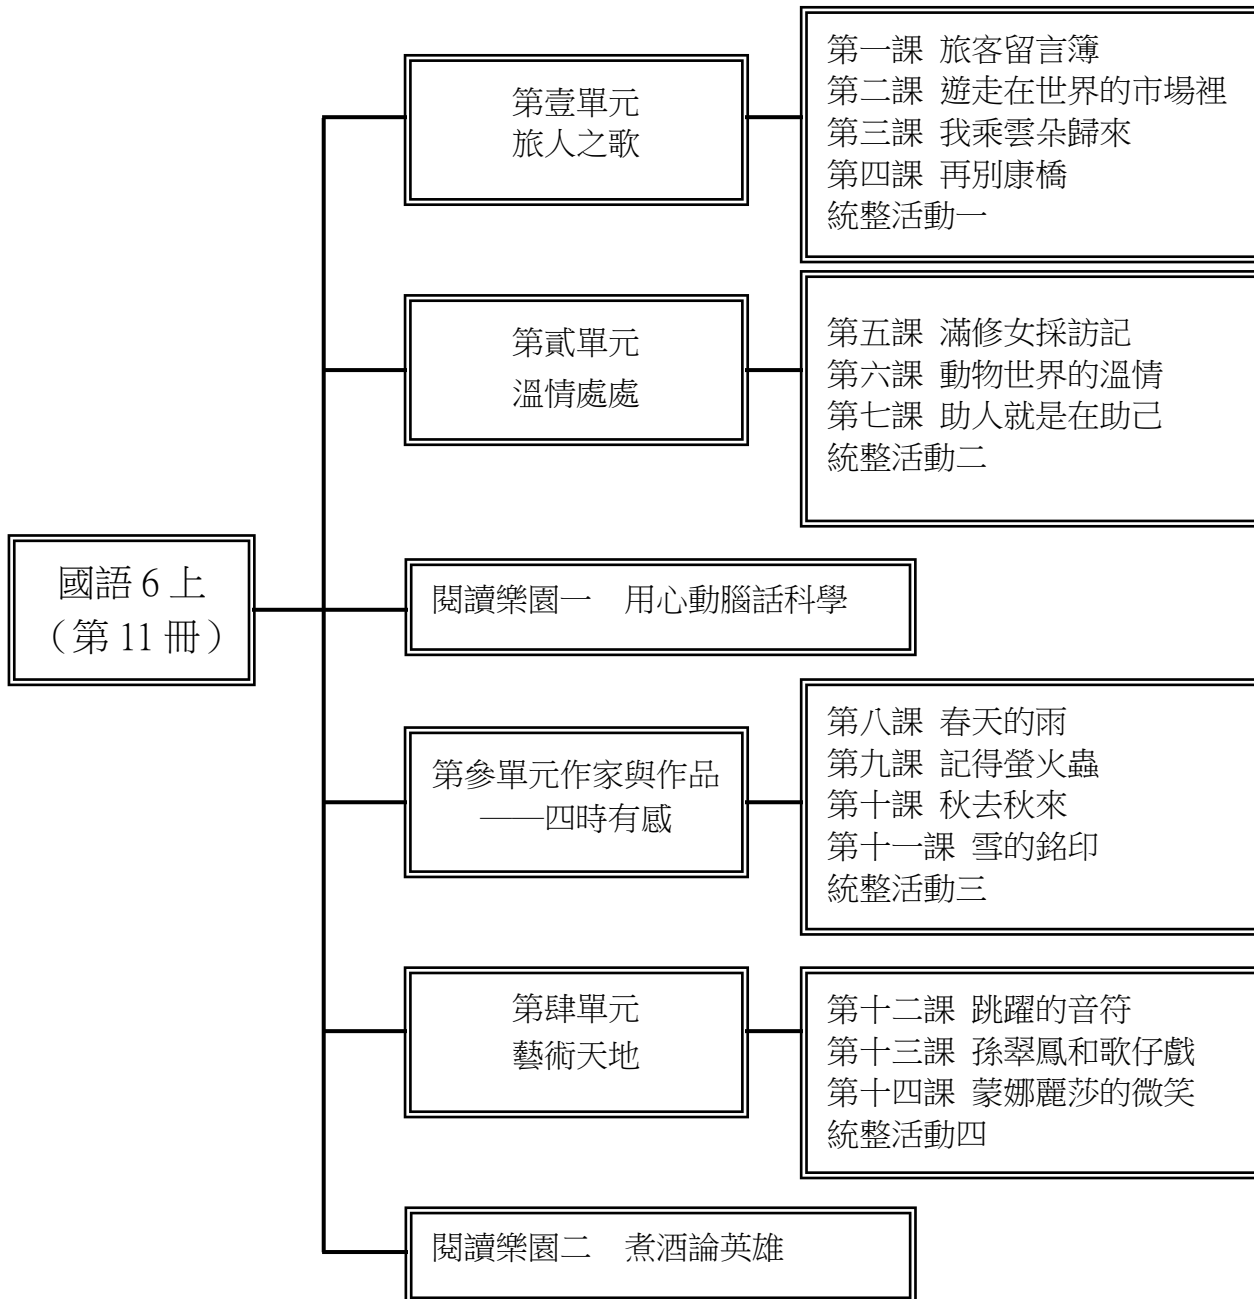 國語 6 上
（第 11 冊）
第壹單元
旅人之歌
第一課 旅客留言簿
第二課 遊走在世界的市場裡
第三課 我乘雲朵歸來
第四課 再別康橋
統整活動一
第貳單元
溫情處處
第五課 滿修女採訪記
第六課 動物世界的溫情
第七課 助人就是在助己
統整活動二
閱讀樂園一　用心動腦話科學
第參單元作家與作品
──四時有感
第八課 春天的雨
第九課 記得螢火蟲
第十課 秋去秋來
第十一課 雪的銘印
統整活動三
第肆單元
藝術天地
第十二課 跳躍的音符
第十三課 孫翠鳳和歌仔戲
第十四課 蒙娜麗莎的微笑
統整活動四
閱讀樂園二　煮酒論英雄